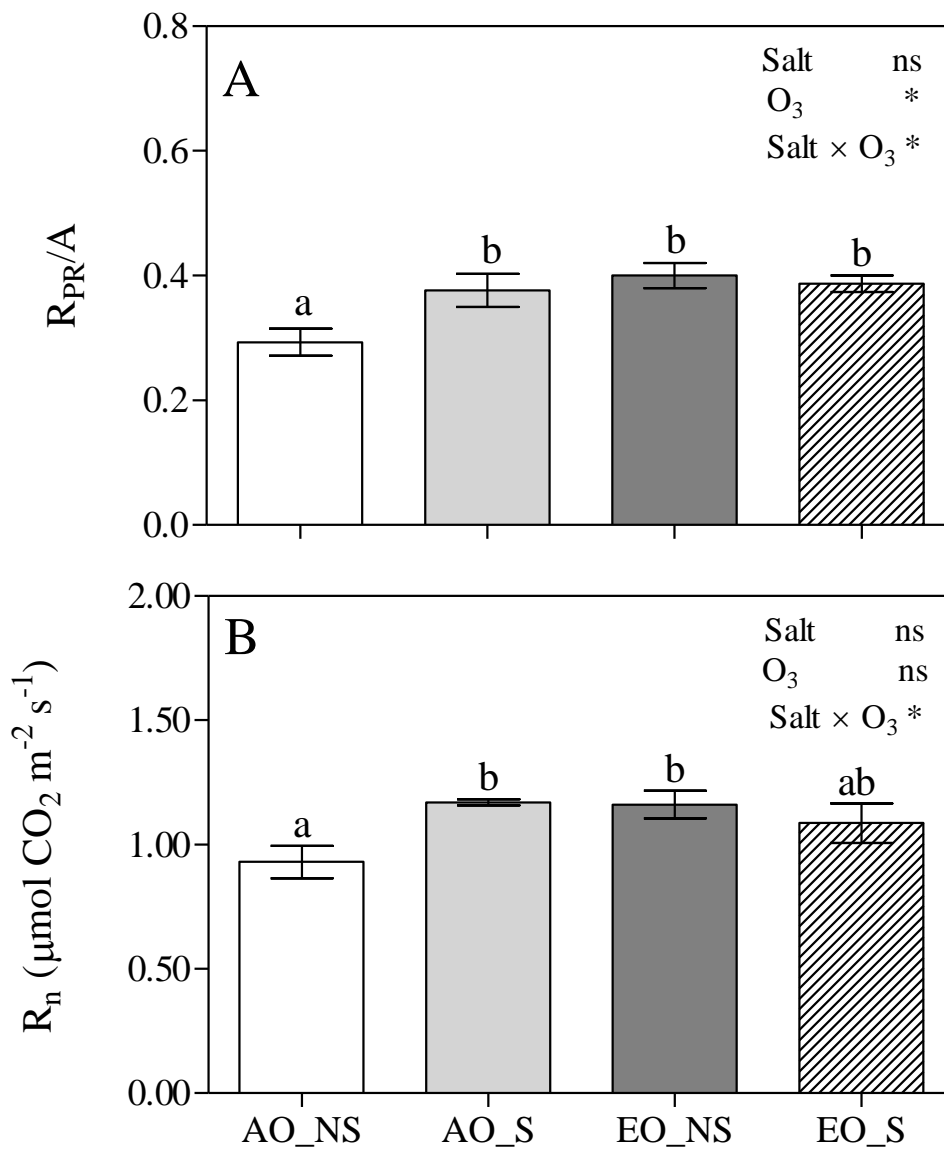 0.8
A
Salt ns
O₃ *
Salt × O₃ *
0.6
R_PR/A
b
b
b
0.4
a
0.2
0.0
2.00
B
Salt ns
O₃ ns
Salt × O₃ *
1.50
R_n (μmol CO₂ m⁻² s⁻¹)
b
b
ab
a
1.00
0.50
0.00
AO_NS AO_S EO_NS EO_S